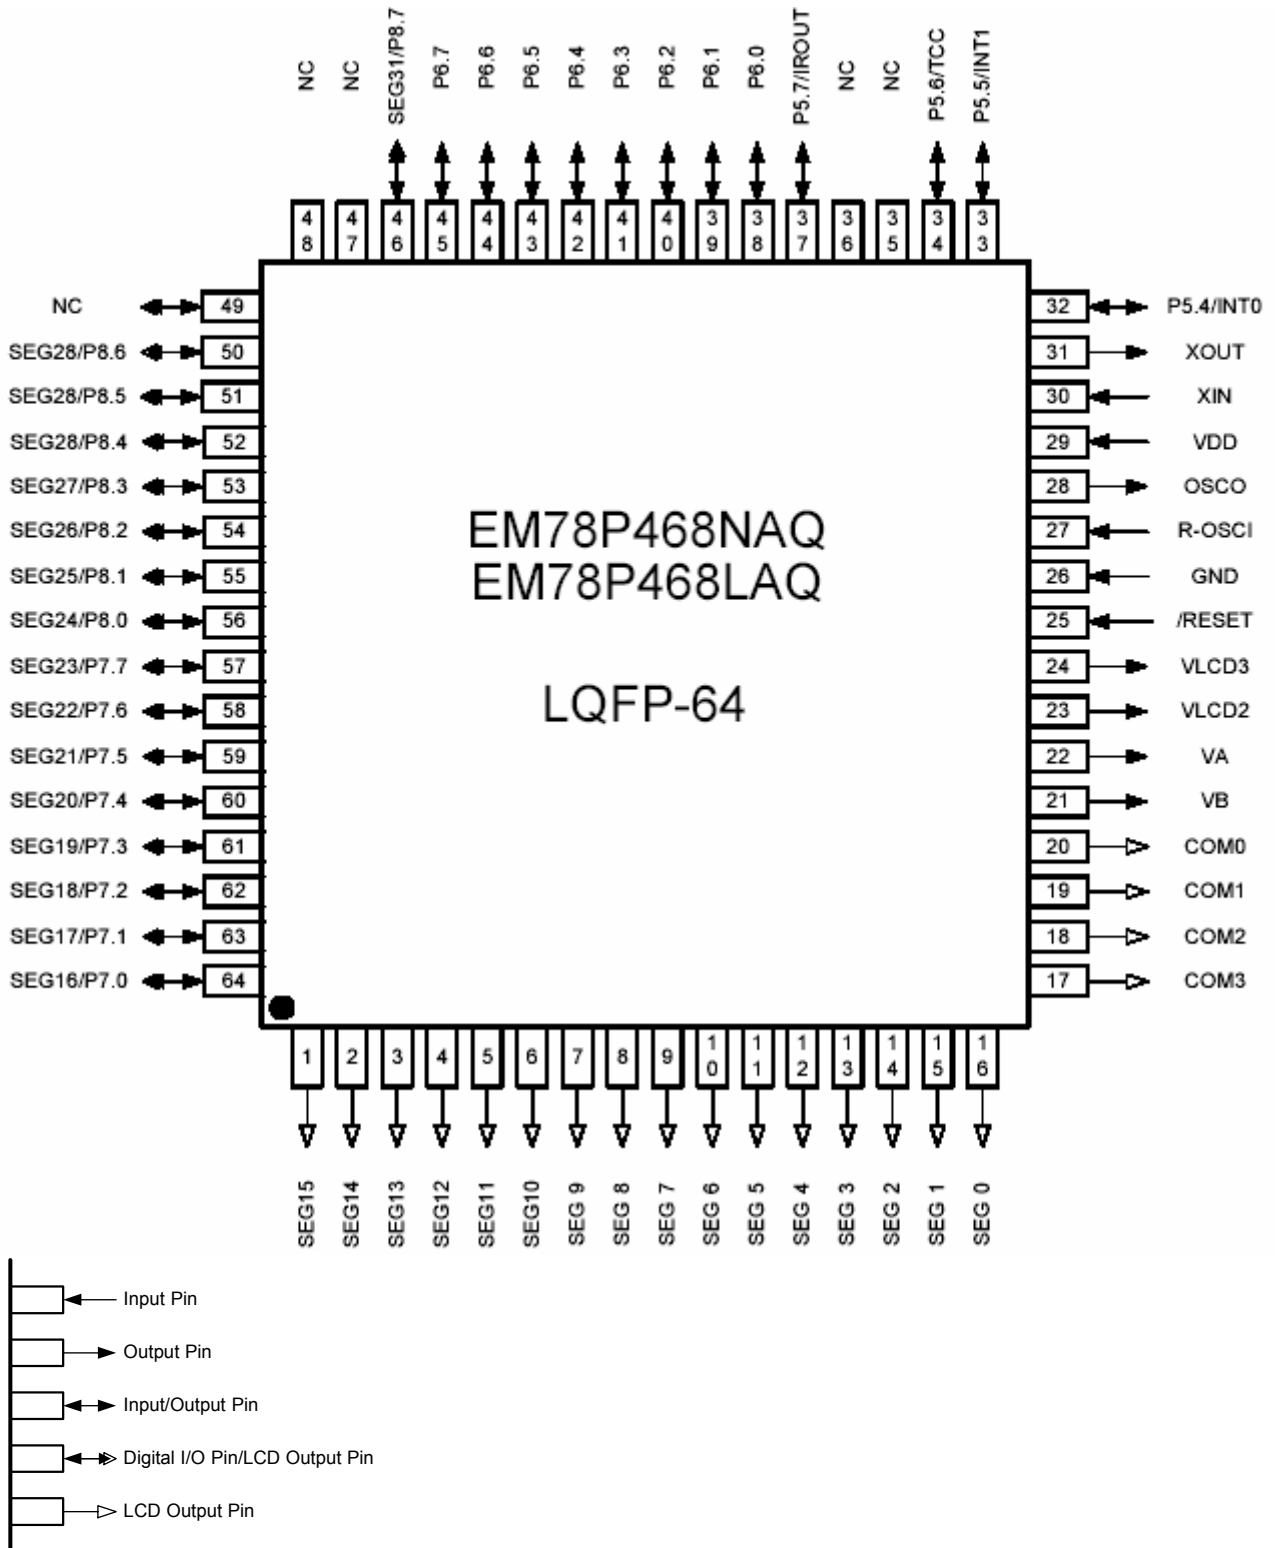 NC
NC
SEG31/P8.7
P6.7
P6.6
P6.5
P6.4
P6.3
P6.2
P6.1
P6.0
P5.7/IROUT
NC
NC
P5.6/TCC
P5.5/INT1
48
47
46
45
44
43
42
41
40
39
38
37
36
35
34
33
NC 49
SEG28/P8.6 50
SEG28/P8.5 51
SEG28/P8.4 52
SEG27/P8.3 53
SEG26/P8.2 54
SEG25/P8.1 55
SEG24/P8.0 56
SEG23/P7.7 57
SEG22/P7.6 58
SEG21/P7.5 59
SEG20/P7.4 60
SEG19/P7.3 61
SEG18/P7.2 62
SEG17/P7.1 63
SEG16/P7.0 64
EM78P468NAQ
EM78P468LAQ
LQFP-64
32 P5.4/INT0
31 XOUT
30 XIN
29 VDD
28 OSCO
27 R-OSCI
26 GND
25 /RESET
24 VLCD3
23 VLCD2
22 VA
21 VB
20 COM0
19 COM1
18 COM2
17 COM3
1
2
3
4
5
6
7
8
9
10
11
12
13
14
15
16
SEG15
SEG14
SEG13
SEG12
SEG11
SEG10
SEG 9
SEG 8
SEG 7
SEG 6
SEG 5
SEG 4
SEG 3
SEG 2
SEG 1
SEG 0
Input Pin
Output Pin
Input/Output Pin
Digital I/O Pin/LCD Output Pin
LCD Output Pin